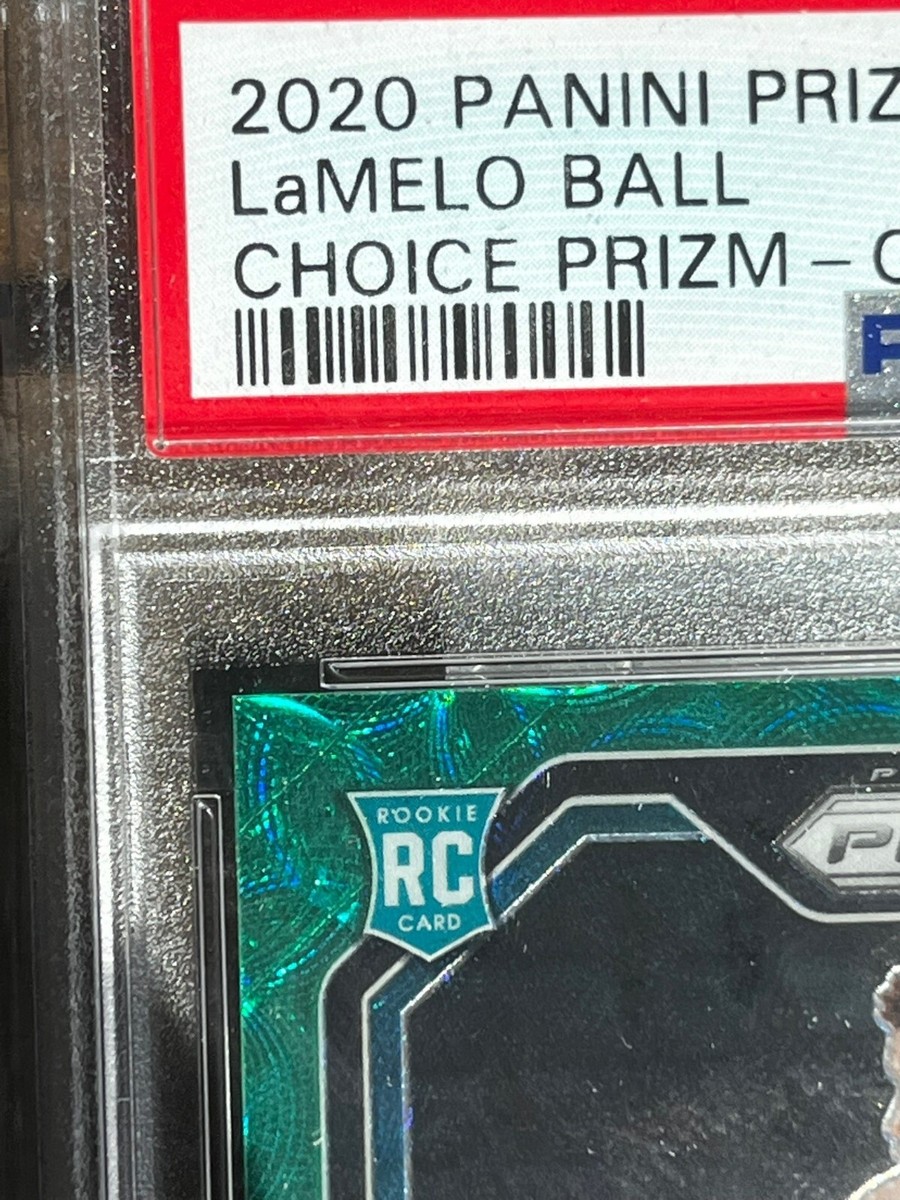 2020 PANINI PRIZ
LaMELO BALL
CHOICE PRIZM – C
ROOKIE
RC
CARD